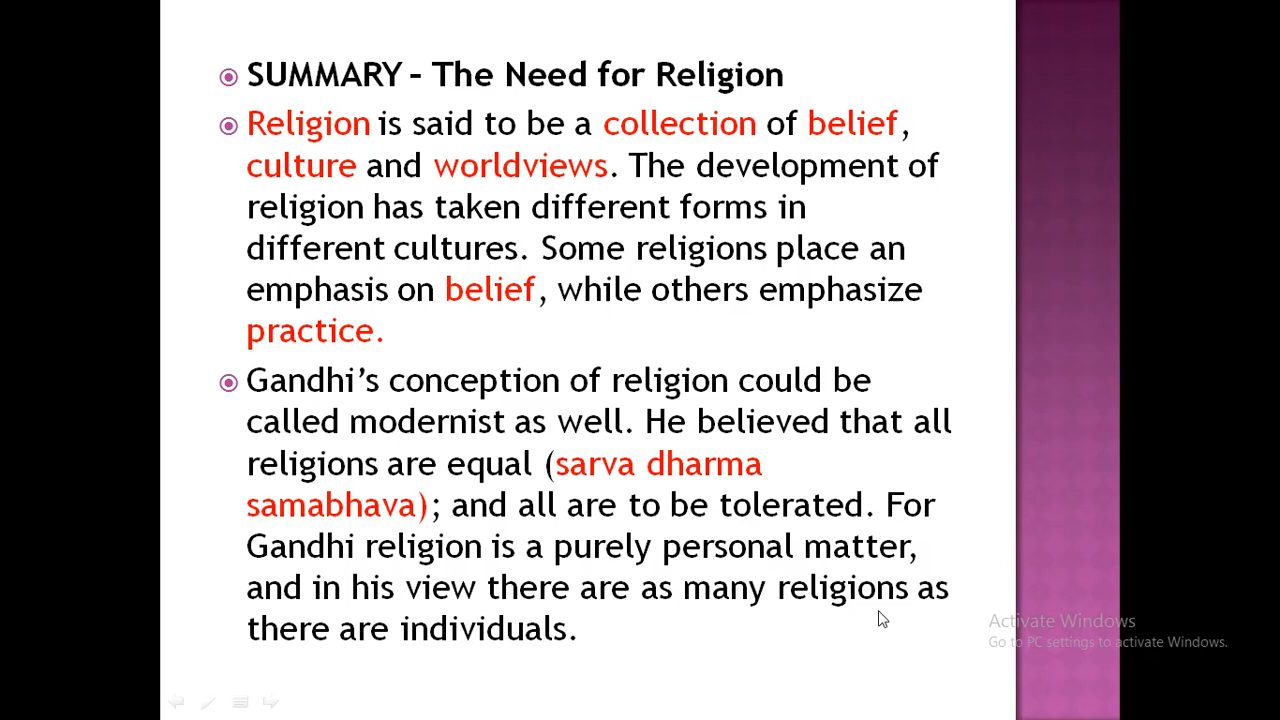 SUMMARY – The Need for Religion
Religion is said to be a collection of belief,
culture and worldviews. The development of
religion has taken different forms in
different cultures. Some religions place an
emphasis on belief, while others emphasize
practice.
Gandhi’s conception of religion could be
called modernist as well. He believed that all
religions are equal (sarva dharma
samabhava); and all are to be tolerated. For
Gandhi religion is a purely personal matter,
and in his view there are as many religions as
there are individuals.
Activate Windows
Go to PC settings to activate Windows.